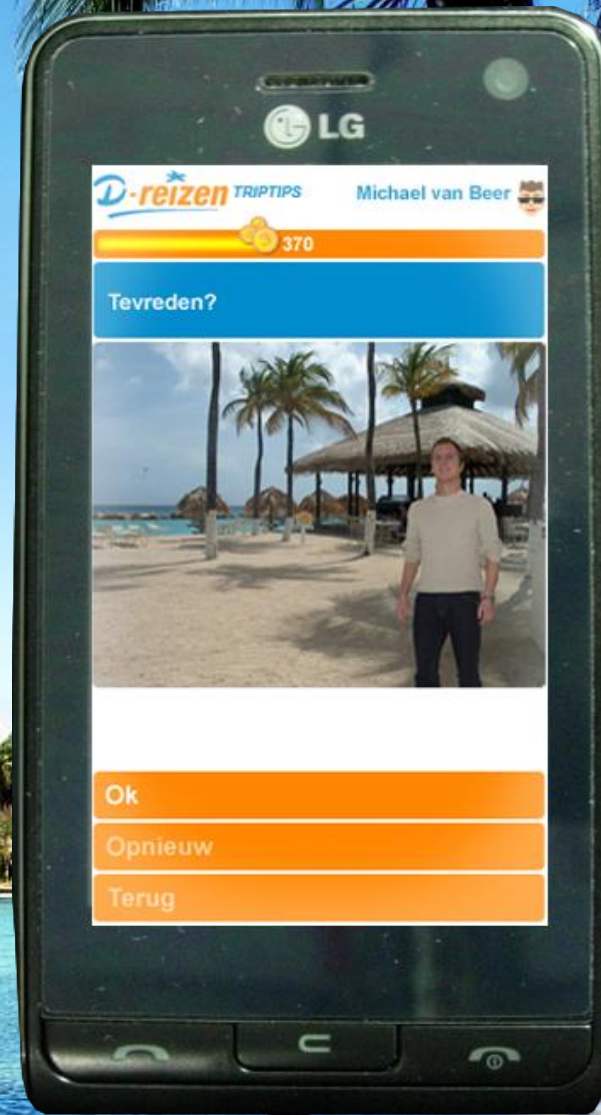 LG
D-reizen TRIPTIPS Michael van Beer
370
Tevreden?
Ok
Opnieuw
Terug